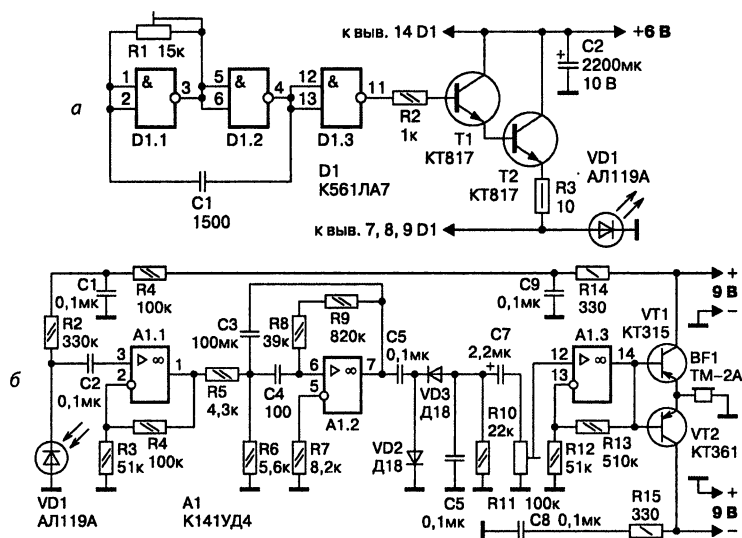 к выв. 14 D1
+6 В
R1 15к
C2
2200мк
10 В
1
2
&
3
5
6
&
4
12
13
&
11
а
D1.1
D1.2
D1.3
R2
1к
T1
КТ817
T2
КТ817
VD1
АЛ119А
D1
К561ЛА7
C1
1500
R3
10
к выв. 7, 8, 9 D1
б
C1
0,1мк
R4
100к
C9
0,1мк
R14
330
+
9 В
–
R2
330к
A1.1
C3
100мк
R8
39к
R9
820к
C5
0,1мк
C7
2,2мк
A1.3
VT1
КТ315
3
2
▷ ∞
1
R5
4,3к
C2
0,1мк
C4
100
6
5
▷ ∞
7
A1.2
VD3
Д18
12
13
▷ ∞
14
BF1
ТМ–2А
R3
51к
R4
100к
R6
5,6к
R7
8,2к
VD2
Д18
R10
22к
R12
51к
R13
510к
VT2
КТ361
VD1
АЛ119А
A1
К141УД4
C5
0,1мк
R11
100к
C8 0,1мк
R15
330
+
9 В
–